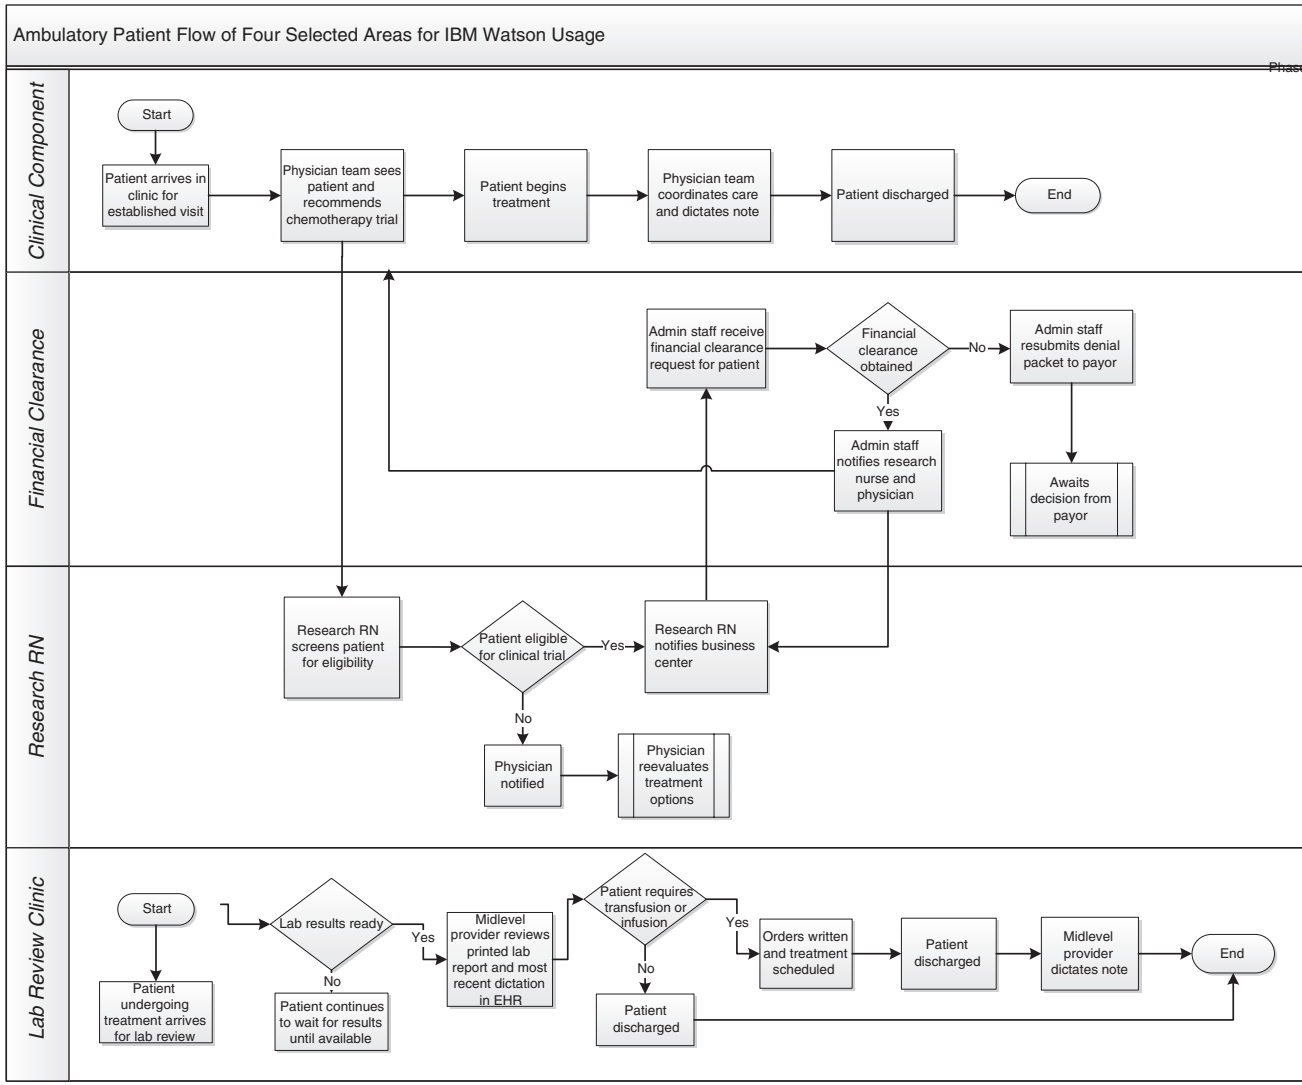 Ambulatory Patient Flow of Four Selected Areas for IBM Watson Usage
Phase
Clinical Component
Start
Patient arrives in
clinic for
established visit
Physician team sees
patient and
recommends
chemotherapy trial
Patient begins
treatment
Physician team
coordinates care
and dictates note
Patient discharged
End
Financial Clearance
Admin staff receive
financial clearance
request for patient
Financial
clearance
obtained
No
Admin staff
resubmits denial
packet to payor
Yes
Admin staff
notifies research
nurse and
physician
Awaits
decision from
payor
Research RN
Research RN
screens patient
for eligibility
Patient eligible
for clinical trial
Yes
Research RN
notifies business
center
No
Physician
notified
Physician
reevaluates
treatment
options
Lab Review Clinic
Start
Patient
undergoing
treatment arrives
for lab review
Lab results ready
Yes
No
Patient continues
to wait for results
until available
Midlevel
provider reviews
printed lab
report and most
recent dictation
in EHR
Patient requires
transfusion or
infusion
Yes
No
Patient
discharged
Orders written
and treatment
scheduled
Patient
discharged
Midlevel
provider
dictates note
End